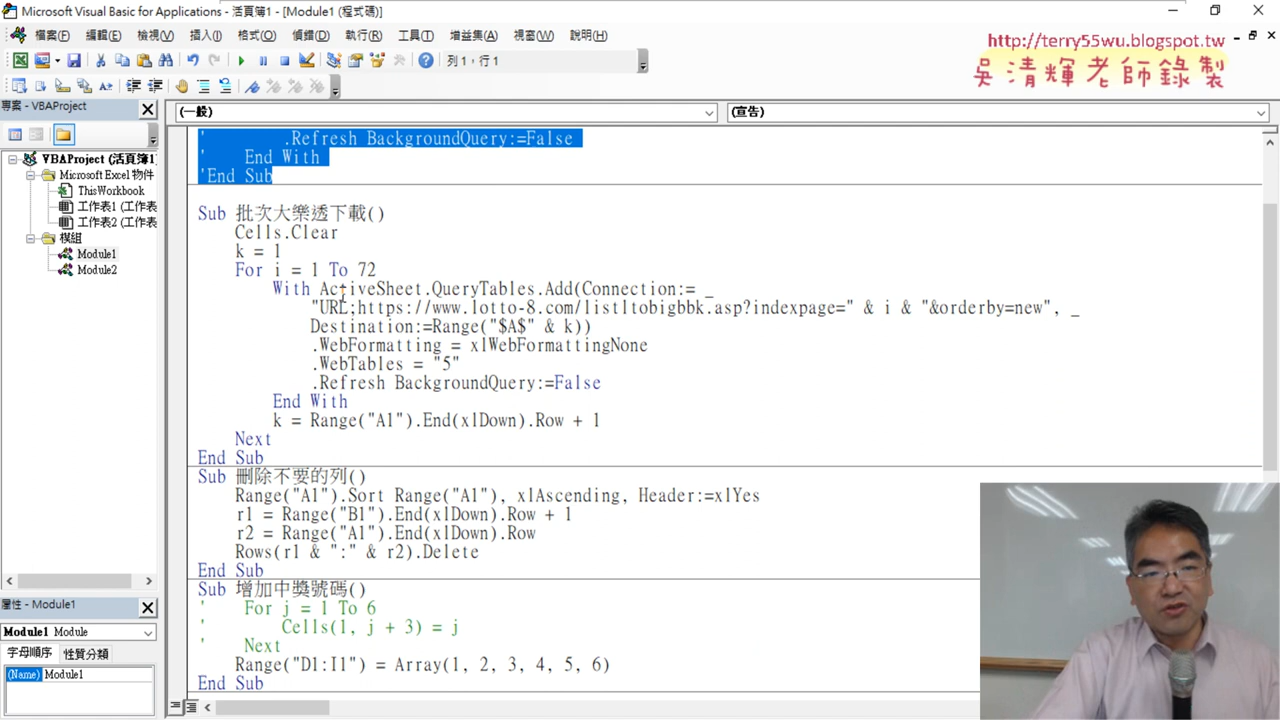 Microsoft Visual Basic for Applications - 活頁簿1 - [Module1 (程式碼)]
檔案(F) 編輯(E) 檢視(V) 插入(I) 格式(O) 偵錯(D) 執行(R) 工具(T) 增益集(A) 視窗(W) 說明(H)
http://terry55wu.blogspot.tw
吳清輝老師錄製
列 1，行 1
專案 - VBAProject
(一般)
(宣告)
VBAProject (活頁簿1)
Microsoft Excel 物件
ThisWorkbook
工作表1 (工作表
工作表2 (工作表
模組
Module1
Module2
屬性 - Module1
Module1 Module
字母順序 性質分類
(Name) Module1
' .Refresh BackgroundQuery:=False
' End With
'End Sub
Sub 批次大樂透下載()
Cells.Clear
k = 1
For i = 1 To 72
With ActiveSheet.QueryTables.Add(Connection:= _
"URL;https://www.lotto-8.com/listltobigbbk.asp?indexpage=" & i & "&orderby=new", _
Destination:=Range("$A$" & k))
.WebFormatting = xlWebFormattingNone
.WebTables = "5"
.Refresh BackgroundQuery:=False
End With
k = Range("A1").End(xlDown).Row + 1
Next
End Sub
Sub 刪除不要的列()
Range("A1").Sort Range("A1"), xlAscending, Header:=xlYes
r1 = Range("B1").End(xlDown).Row + 1
r2 = Range("A1").End(xlDown).Row
Rows(r1 & ":" & r2).Delete
End Sub
Sub 增加中獎號碼()
' For j = 1 To 6
' Cells(1, j + 3) = j
' Next
Range("D1:I1") = Array(1, 2, 3, 4, 5, 6)
End Sub